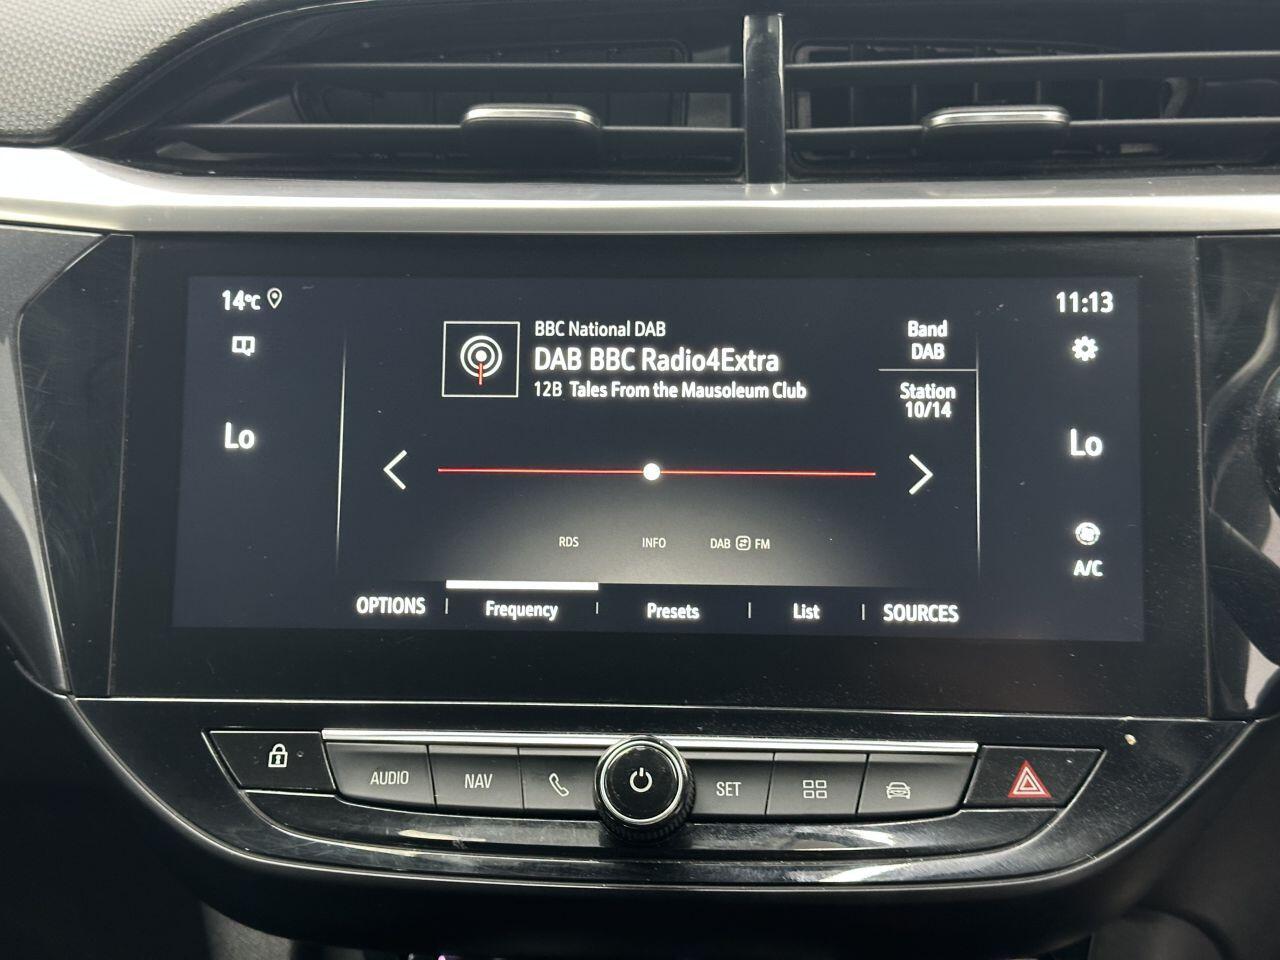 14°C
11:13
BBC National DAB
DAB BBC Radio4Extra
12B Tales From the Mausoleum Club
Band
DAB
Station
10/14
Lo
Lo
RDS INFO DAB FM
A/C
OPTIONS Frequency Presets List SOURCES
AUDIO NAV SET